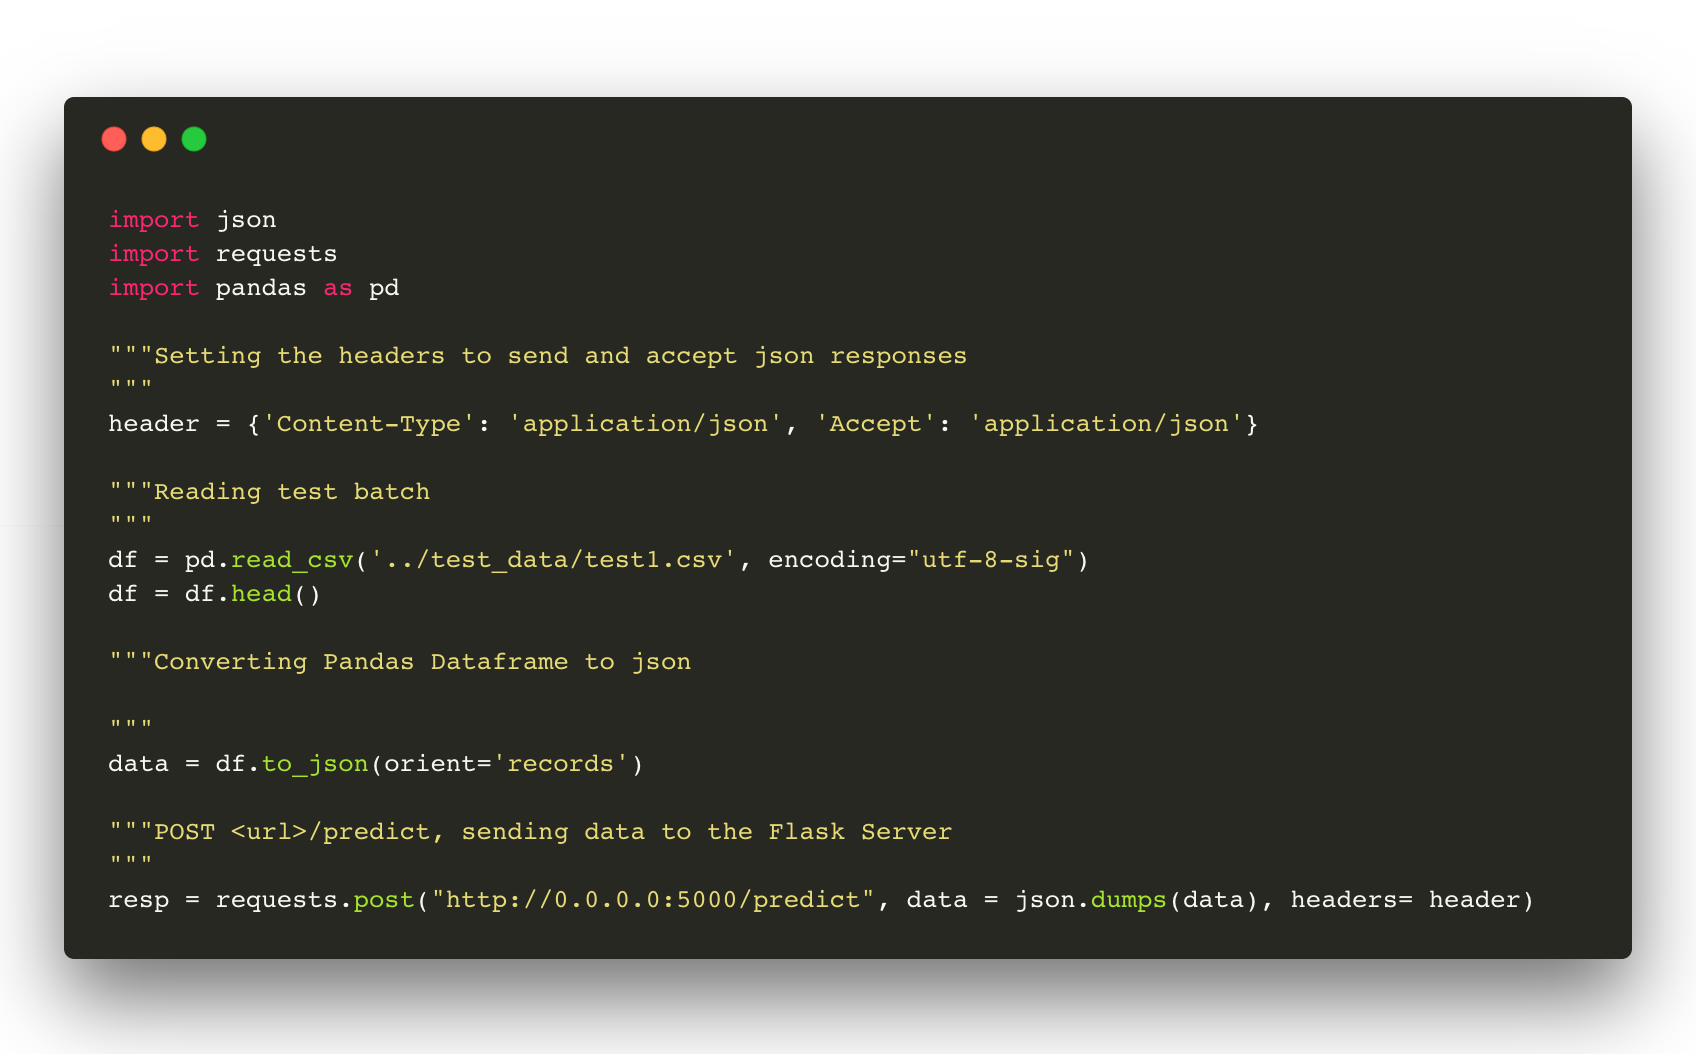 import json
import requests
import pandas as pd
"""Setting the headers to send and accept json responses
"""
header = {'Content-Type': 'application/json', 'Accept': 'application/json'}
"""Reading test batch
"""
df = pd.read_csv('../test_data/test1.csv', encoding="utf-8-sig")
df = df.head()
"""Converting Pandas Dataframe to json
"""
data = df.to_json(orient='records')
"""POST <url>/predict, sending data to the Flask Server
"""
resp = requests.post("http://0.0.0.0:5000/predict", data = json.dumps(data), headers= header)